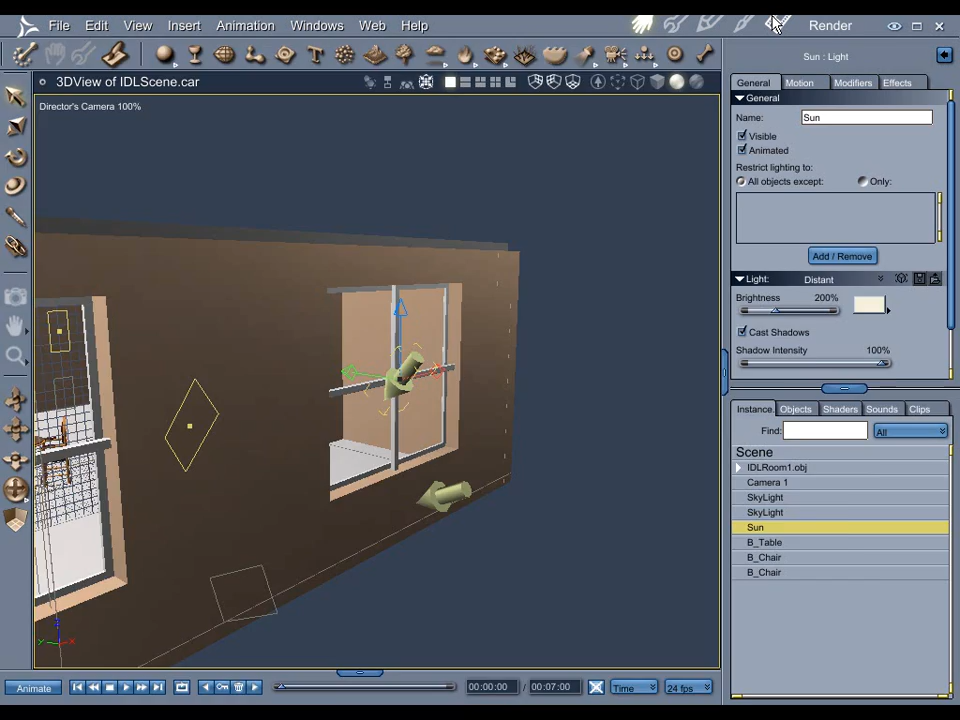 File Edit View Insert Animation Windows Web Help Render
3DView of IDLScene.car
Director's Camera 100%
Sun : Light
General Motion Modifiers Effects
General
Name: Sun
Visible
Animated
Restrict lighting to:
All objects except: Only:
Add / Remove
Light: Distant
Brightness 200%
Cast Shadows
Shadow Intensity 100%
Instance Objects Shaders Sounds Clips
Find: All
Scene
IDLRoom1.obj
Camera 1
SkyLight
SkyLight
Sun
B_Table
B_Chair
B_Chair
Z
Y X
Animate 00:00:00 / 00:07:00 Time 24 fps